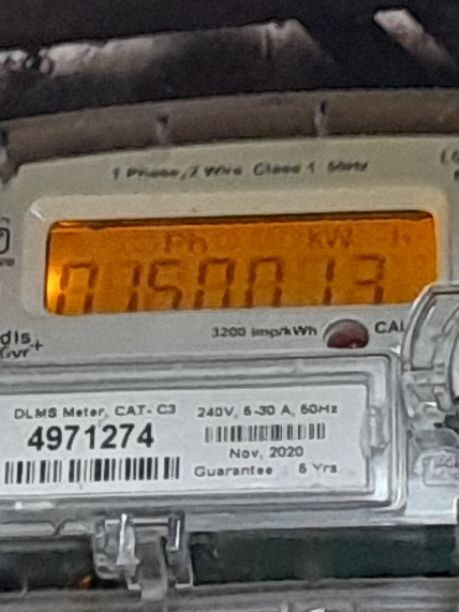 1 Phase, 2 Wire Class 1 50Hz
Ph kW h
3200 imp/kWh CAL
DLMS Meter, CAT- C3
4971274
240V, 5-30 A, 50Hz
Nov, 2020
Guarantee 5 Yrs